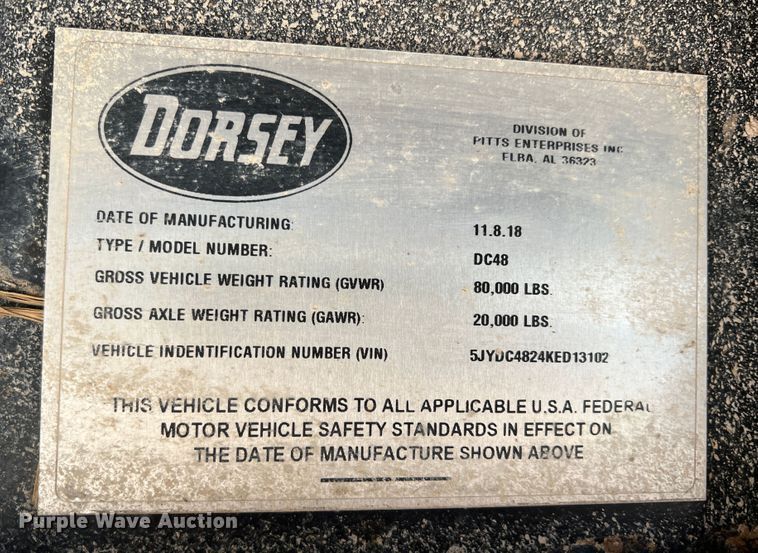 DORSEY
DIVISION OF
PITTS ENTERPRISES INC
ELBA, AL 36323
DATE OF MANUFACTURING: 11.8.18
TYPE / MODEL NUMBER: DC48
GROSS VEHICLE WEIGHT RATING (GVWR) 80,000 LBS.
GROSS AXLE WEIGHT RATING (GAWR): 20,000 LBS.
VEHICLE INDENTIFICATION NUMBER (VIN) 5JYDC4824KED13102
THIS VEHICLE CONFORMS TO ALL APPLICABLE U.S.A. FEDERAL
MOTOR VEHICLE SAFETY STANDARDS IN EFFECT ON
THE DATE OF MANUFACTURE SHOWN ABOVE
Purple Wave Auction